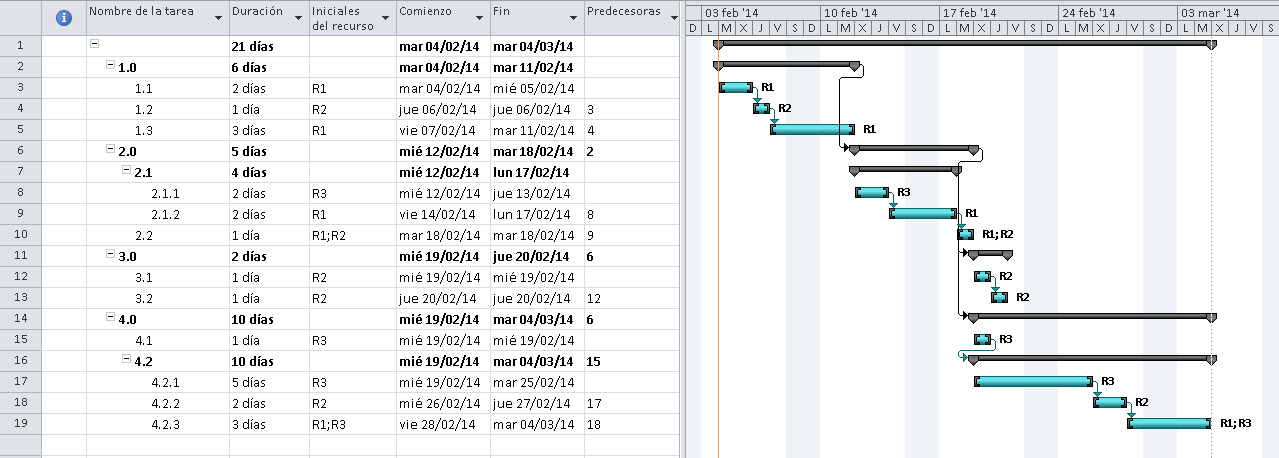 Nombre de la tarea Duración Iniciales del recurso Comienzo Fin Predecesoras
03 feb '14 10 feb '14 17 feb '14 24 feb '14 03 mar '14
D L M X J V S D L M X J V S D L M X J V S D L M X J V S D L M X J V S
1 21 días mar 04/02/14 mar 04/03/14
2 1.0 6 días mar 04/02/14 mar 11/02/14
3 1.1 2 días R1 mar 04/02/14 mié 05/02/14 R1
4 1.2 1 día R2 jue 06/02/14 jue 06/02/14 3 R2
5 1.3 3 días R1 vie 07/02/14 mar 11/02/14 4 R1
6 2.0 5 días mié 12/02/14 mar 18/02/14 2
7 2.1 4 días mié 12/02/14 lun 17/02/14
8 2.1.1 2 días R3 mié 12/02/14 jue 13/02/14 R3
9 2.1.2 2 días R1 vie 14/02/14 lun 17/02/14 8 R1
10 2.2 1 día R1;R2 mar 18/02/14 mar 18/02/14 9 R1;R2
11 3.0 2 días mié 19/02/14 jue 20/02/14 6
12 3.1 1 día R2 mié 19/02/14 mié 19/02/14 R2
13 3.2 1 día R2 jue 20/02/14 jue 20/02/14 12 R2
14 4.0 10 días mié 19/02/14 mar 04/03/14 6
15 4.1 1 día R3 mié 19/02/14 mié 19/02/14 R3
16 4.2 10 días mié 19/02/14 mar 04/03/14 15
17 4.2.1 5 días R3 mié 19/02/14 mar 25/02/14 R3
18 4.2.2 2 días R2 mié 26/02/14 jue 27/02/14 17 R2
19 4.2.3 3 días R1;R3 vie 28/02/14 mar 04/03/14 18 R1;R3